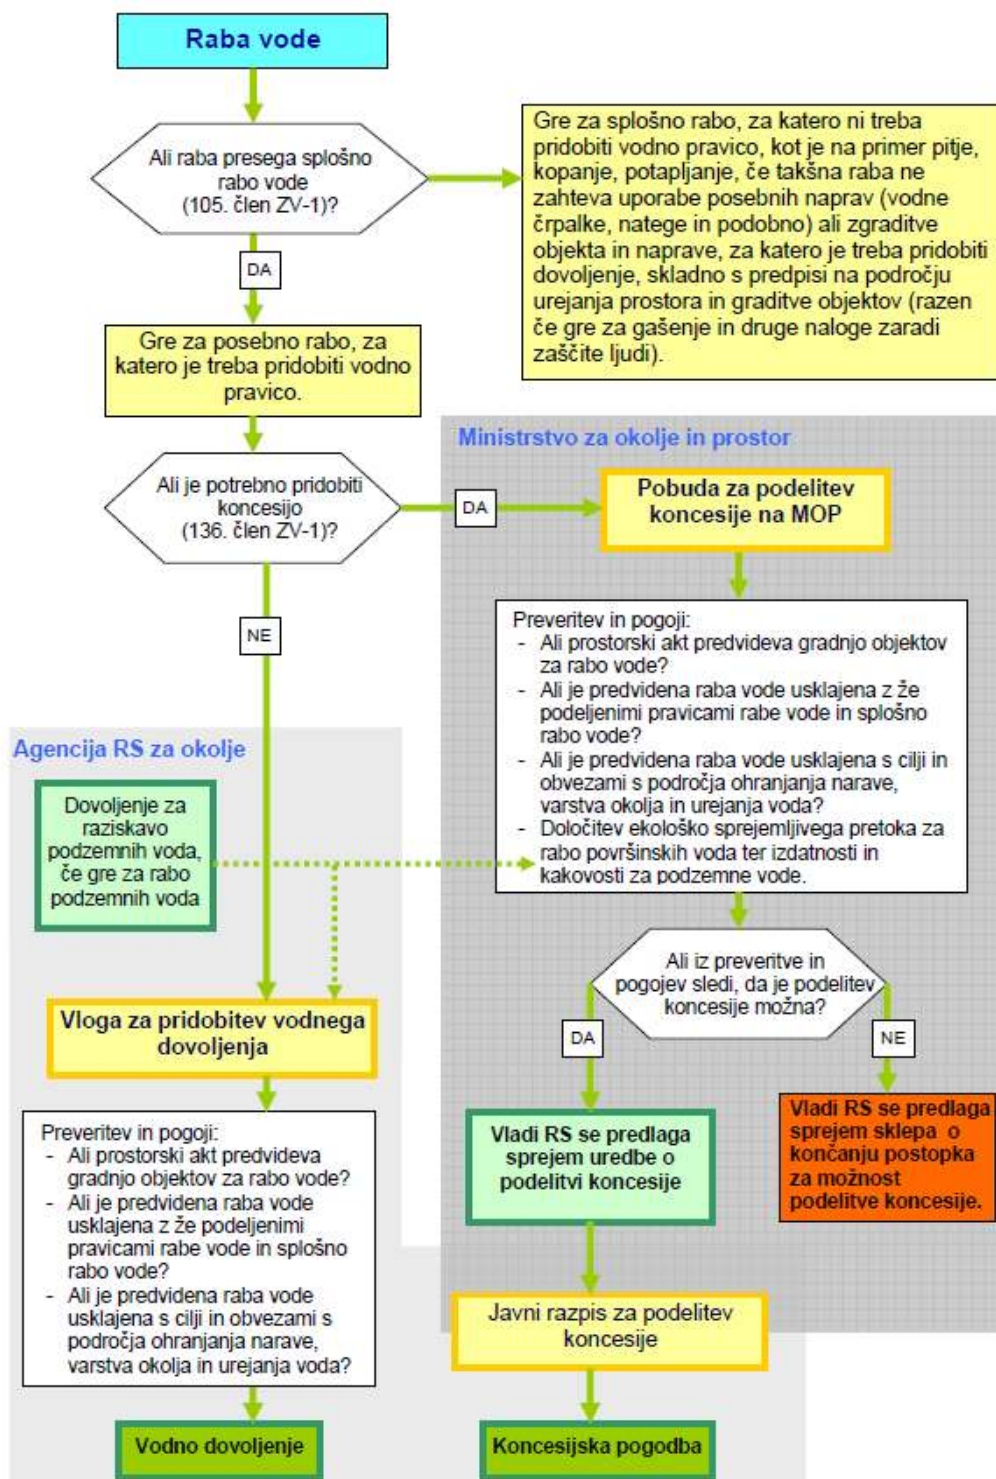 Raba vode
Ali raba presega splošno
rabo vode
(105. člen ZV-1)?
Gre za splošno rabo, za katero ni treba
pridobiti vodno pravico, kot je na primer pitje,
kopanje, potapljanje, če takšna raba ne
zahteva uporabe posebnih naprav (vodne
črpalke, natege in podobno) ali zgraditve
objekta in naprave, za katero je treba pridobiti
dovoljenje, skladno s predpisi na področju
urejanja prostora in graditve objektov (razen
če gre za gašenje in druge naloge zaradi
zaščite ljudi).
DA
Gre za posebno rabo, za
katero je treba pridobiti vodno
pravico.
Ali je potrebno pridobiti
koncesijo
(136. člen ZV-1)?
DA
NE
Ministrstvo za okolje in prostor
Pobuda za podelitev
koncesije na MOP
Preveritev in pogoji:
- Ali prostorski akt predvideva gradnjo objektov
za rabo vode?
- Ali je predvidena raba vode usklajena z že
podeljenimi pravicami rabe vode in splošno
rabo vode?
- Ali je predvidena raba vode usklajena s cilji in
obvezami s področja ohranjanja narave,
varstva okolja in urejanja voda?
- Določitev ekološko sprejemljivega pretoka za
rabo površinskih voda ter izdatnosti in
kakovosti za podzemne vode.
Ali iz preveritve in
pogojev sledi, da je podelitev
koncesije možna?
DA
NE
Vladi RS se predlaga
sprejem uredbe o
podelitvi koncesije
Vladi RS se predlaga
sprejem sklepa o
končanju postopka
za možnost
podelitve koncesije.
Javni razpis za podelitev
koncesije
Koncesijska pogodba
Agencija RS za okolje
Dovoljenje za
raziskavo
podzemnih voda,
če gre za rabo
podzemnih voda
Vloga za pridobitev vodnega
dovoljenja
Preveritev in pogoji:
- Ali prostorski akt predvideva
gradnjo objektov za rabo vode?
- Ali je predvidena raba vode
usklajena z že podeljenimi
pravicami rabe vode in splošno
rabo vode?
- Ali je predvidena raba vode
usklajena s cilji in obvezami s
področja ohranjanja narave,
varstva okolja in urejanja voda?
Vodno dovoljenje